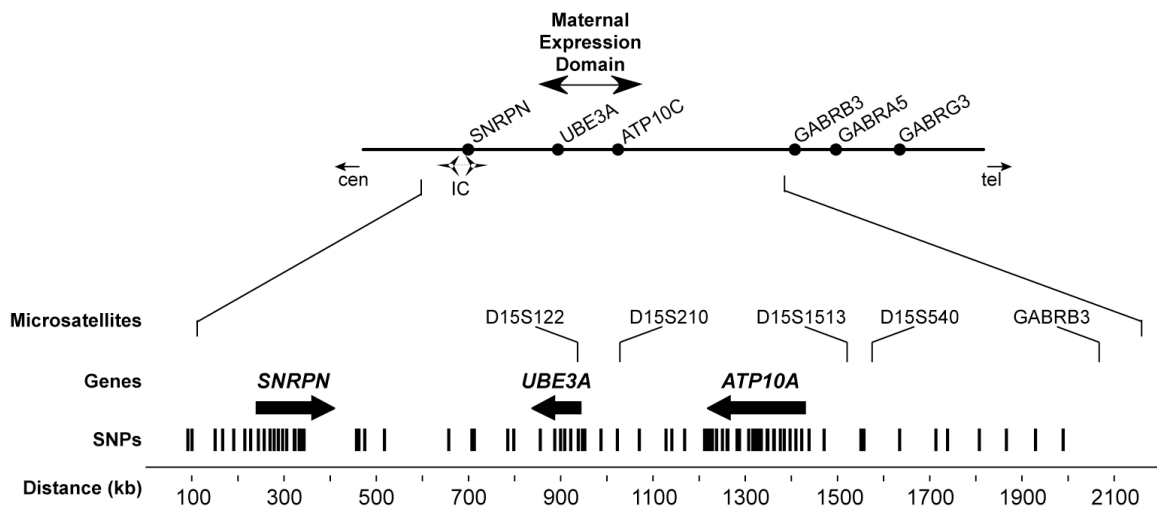 Maternal
Expression
Domain
SNRPN UBE3A ATP10C GABRB3 GABRA5 GABRG3
cen IC tel
Microsatellites D15S122 D15S210 D15S1513 D15S540 GABRB3
Genes SNRPN UBE3A ATP10A
SNPs
Distance (kb) 100 300 500 700 900 1100 1300 1500 1700 1900 2100